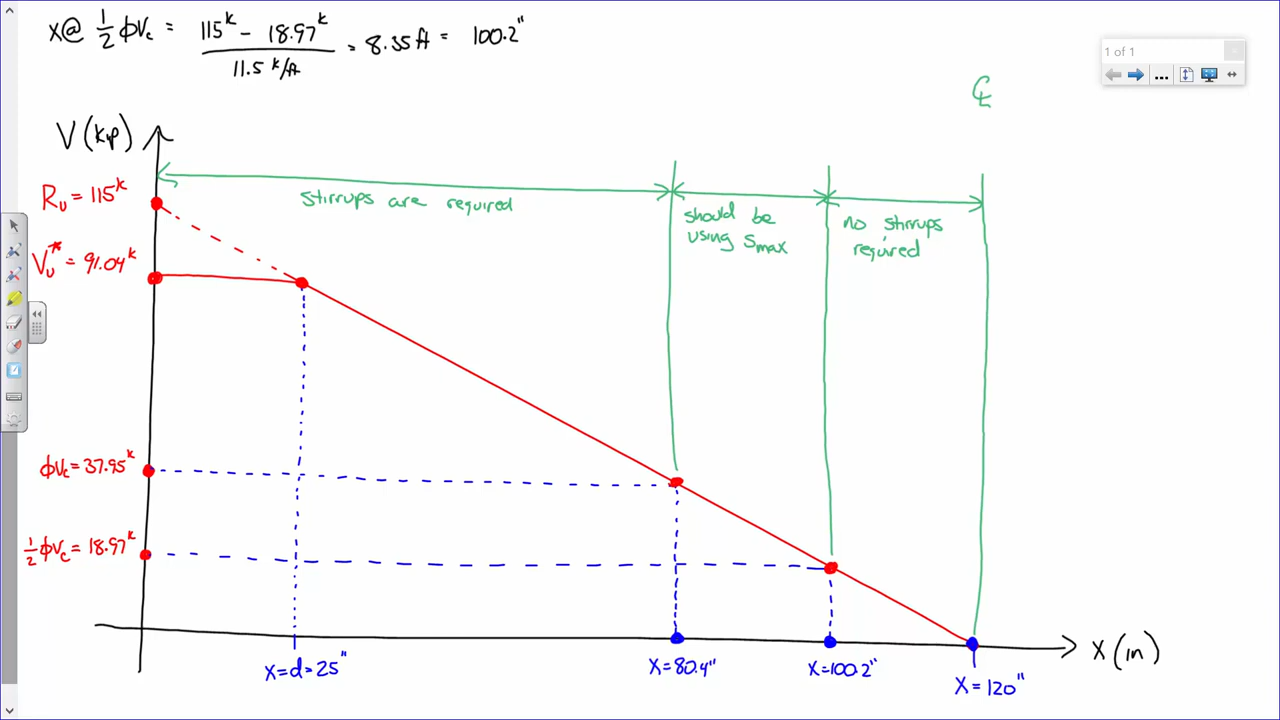 x@ ½ ϕVc = 115ᵏ − 18.97ᵏ / 11.5 ᵏ/ft = 8.35 ft = 100.2"
1 of 1
...
℄
V (kip)
Rᵤ = 115ᵏ
stirrups are required
should be
using Smax
no stirrups
required
Vᵤ* = 91.04ᵏ
ϕVc = 37.95ᵏ
½ ϕVc = 18.97ᵏ
x (in)
x=d=25"
x=80.4"
x=100.2"
x=120"